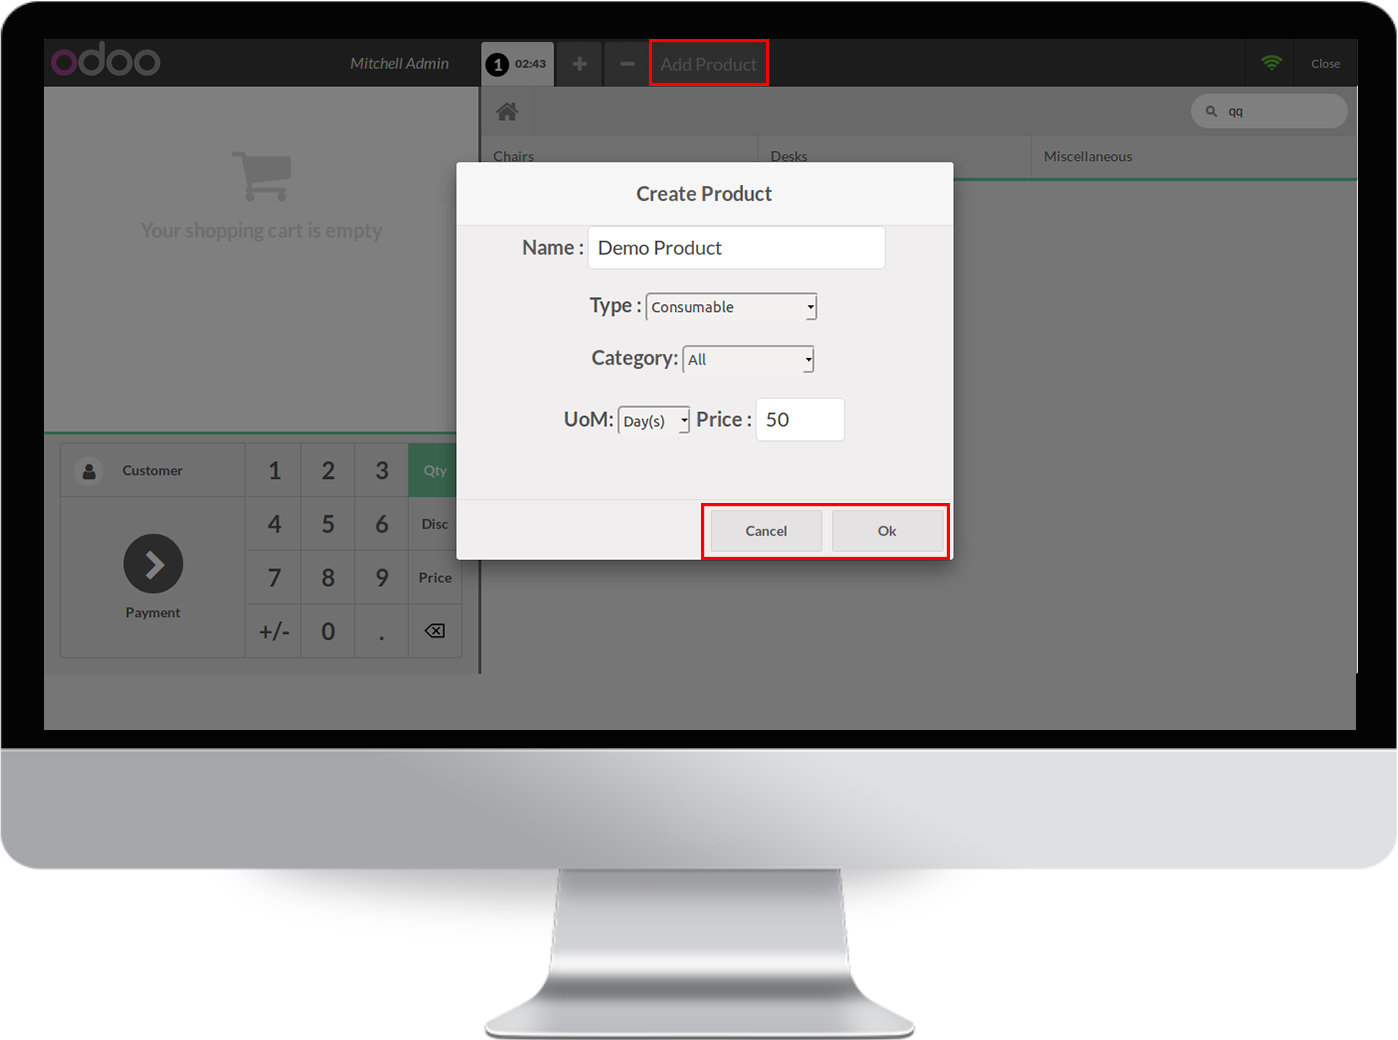 odoo Mitchell Admin 1 02:43 + − Add Product Close
qq
Chairs Desks Miscellaneous
Your shopping cart is empty
Create Product
Name : Demo Product
Type : Consumable
Category: All
UoM: Day(s) Price : 50
Cancel Ok
Customer 1 2 3 Qty
4 5 6 Disc
7 8 9 Price
Payment
+/- 0 .